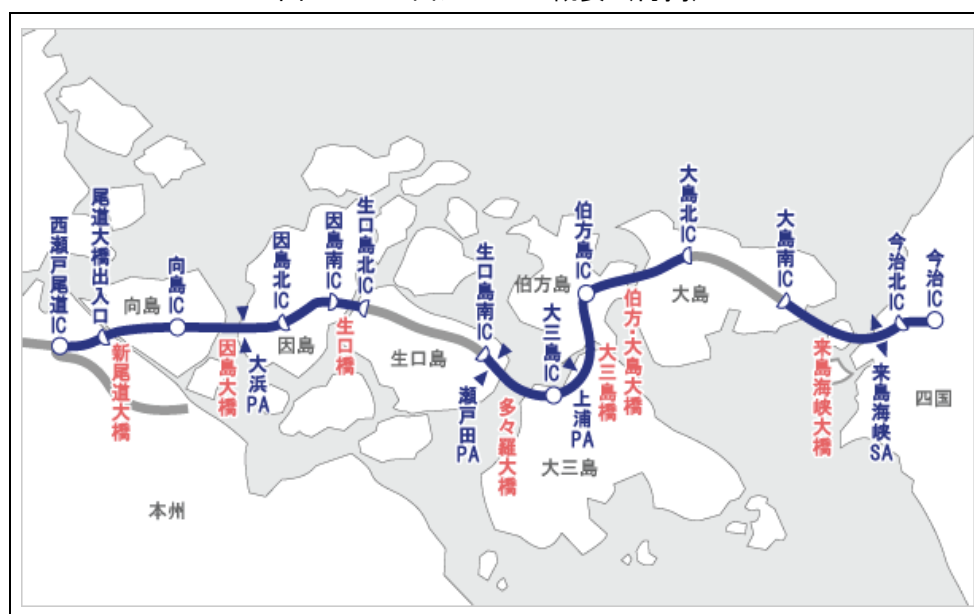 西瀬戸尾道IC
尾道大橋出入口
新尾道大橋
向島
向島IC
因島大橋
大浜PA
因島北IC
因島
因島南IC
生口橋
生口島北IC
生口島
生口島南IC
瀬戸田PA
多々羅大橋
大三島IC
大三島
上浦PA
大三島橋
伯方島
伯方島IC
伯方・大島大橋
大島
大島北IC
大島南IC
来島海峡大橋
来島海峡SA
今治北IC
今治IC
四国
本州